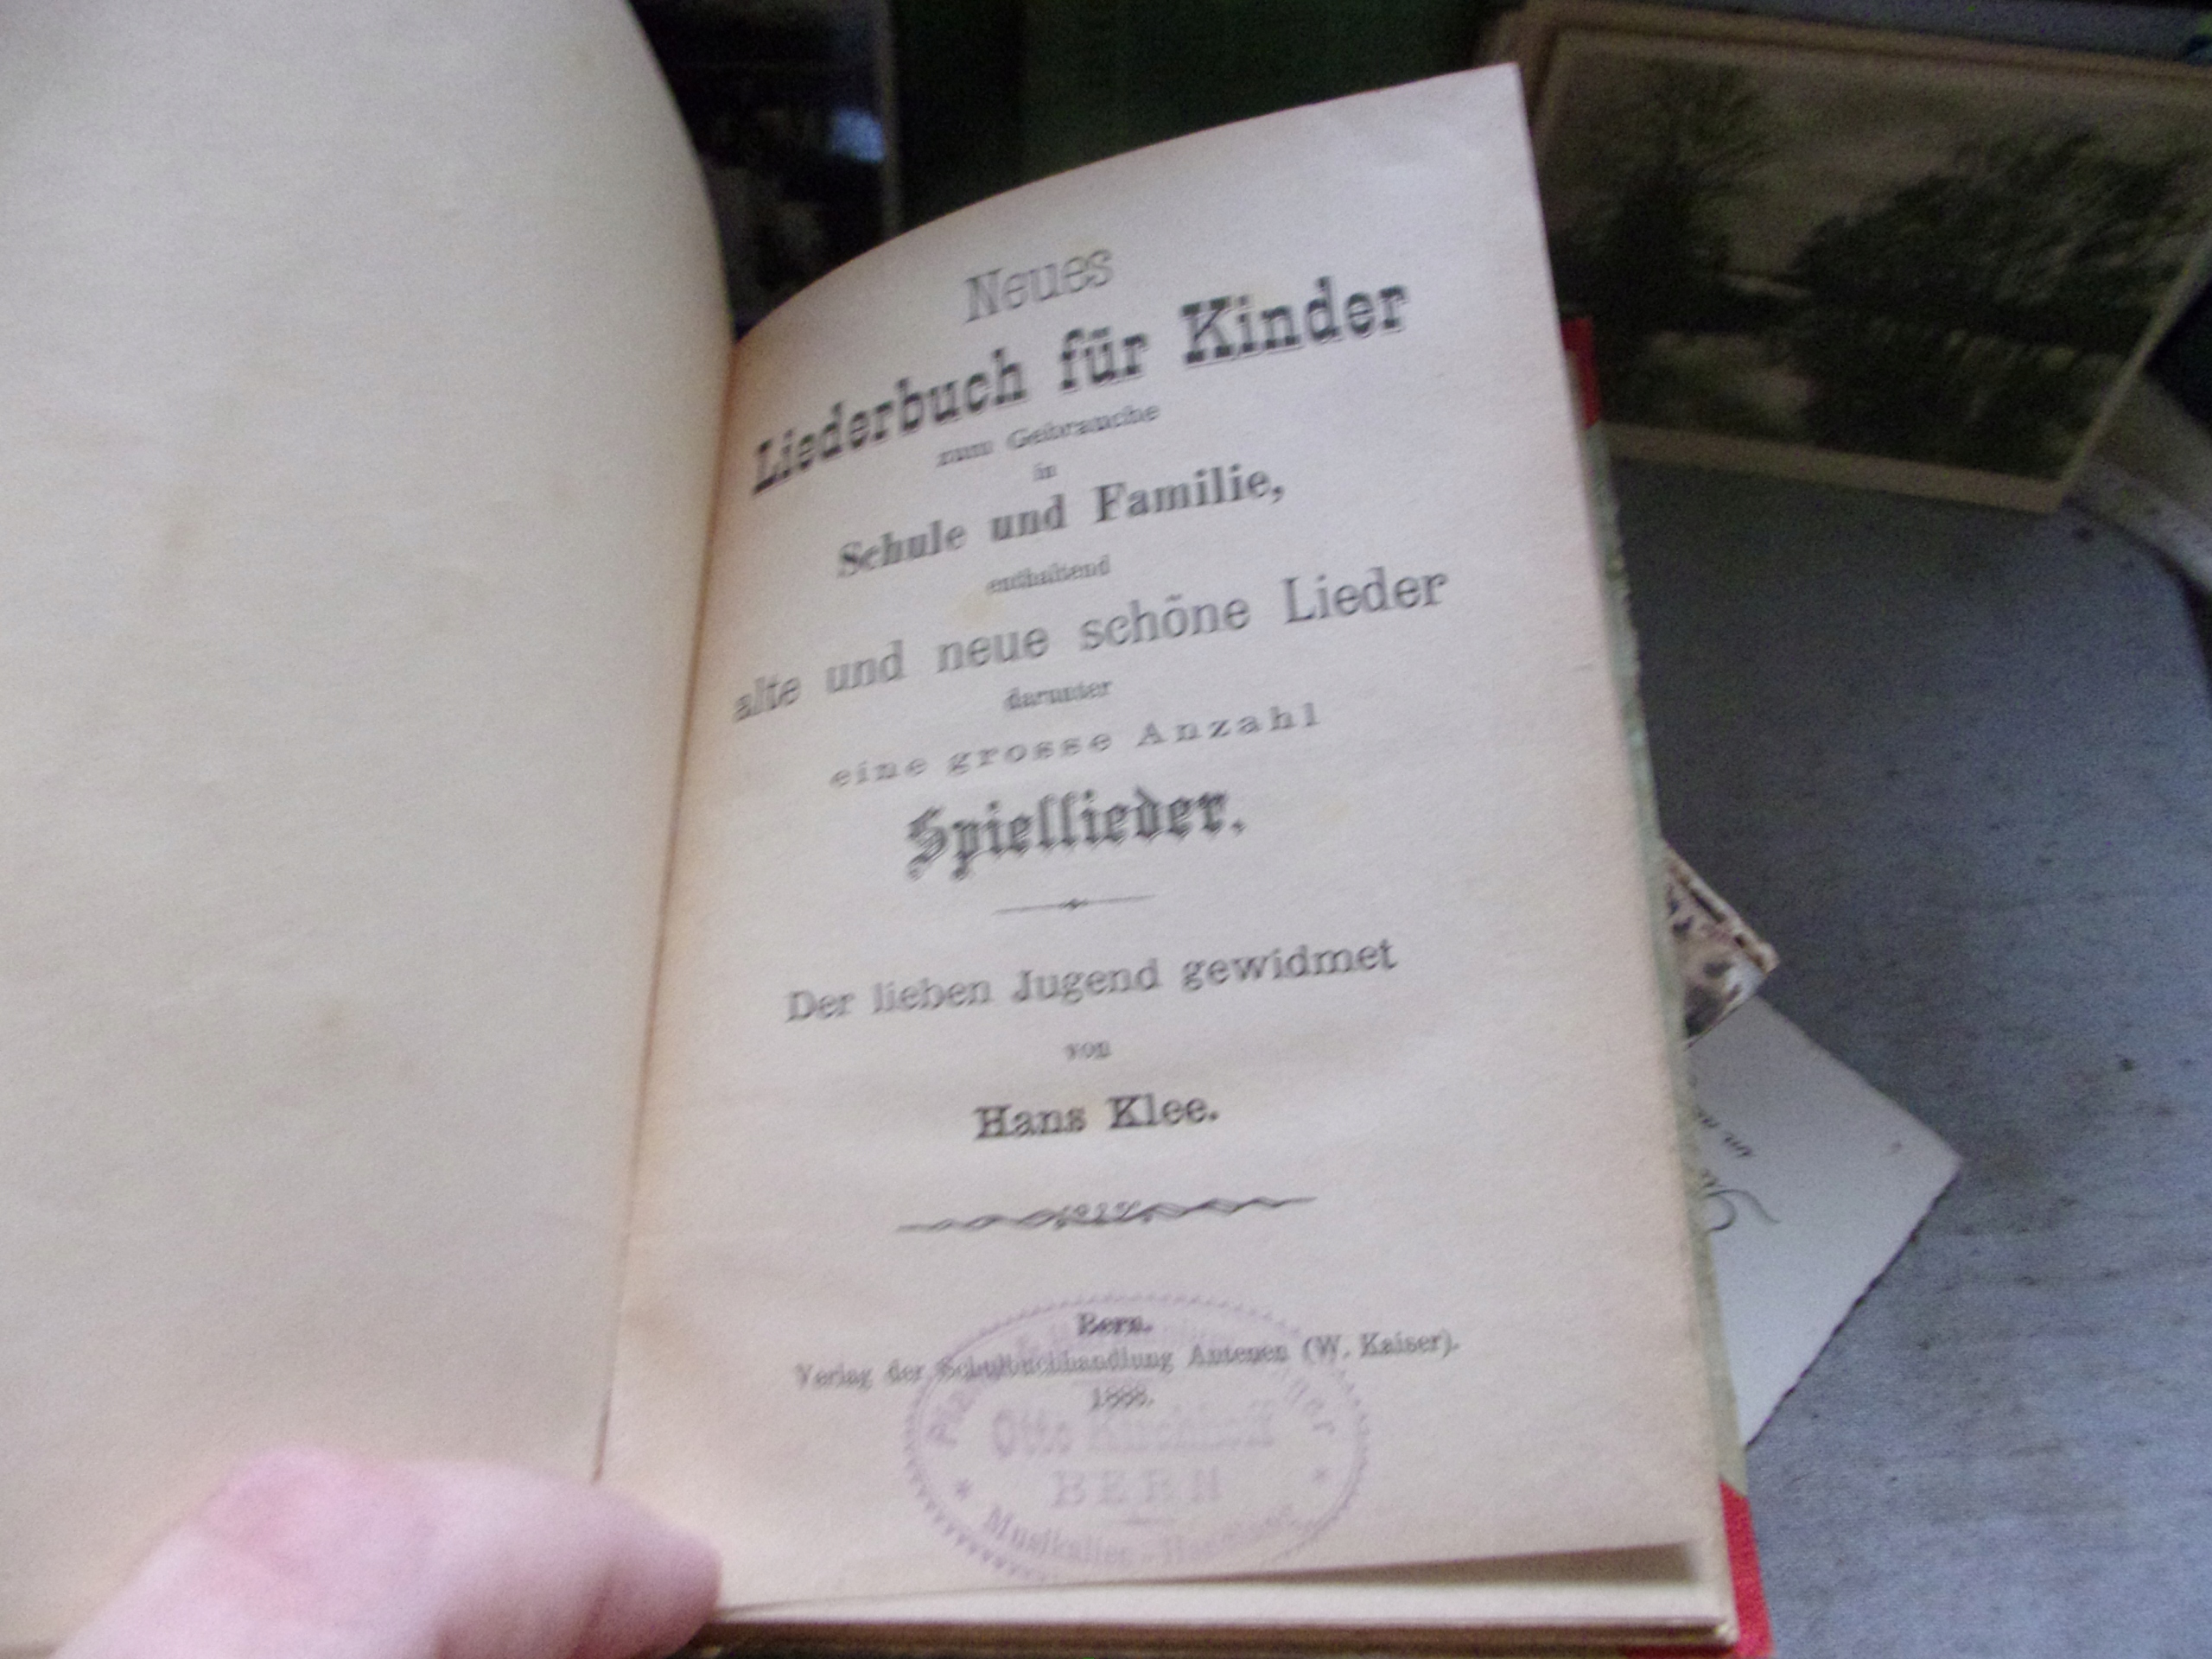 Neues
Liederbuch für Kinder
zum Gebrauche
in
Schule und Familie,
enthaltend
alte und neue schöne Lieder
darunter
eine grosse Anzahl
Spiellieder.
Der lieben Jugend gewidmet
von
Hans Klee.
Bern.
Verlag der Schulbuchhandlung Antenen (W. Kaiser).
1888.
Otto Kirchhoff
BERN
Musikalien-Handlung